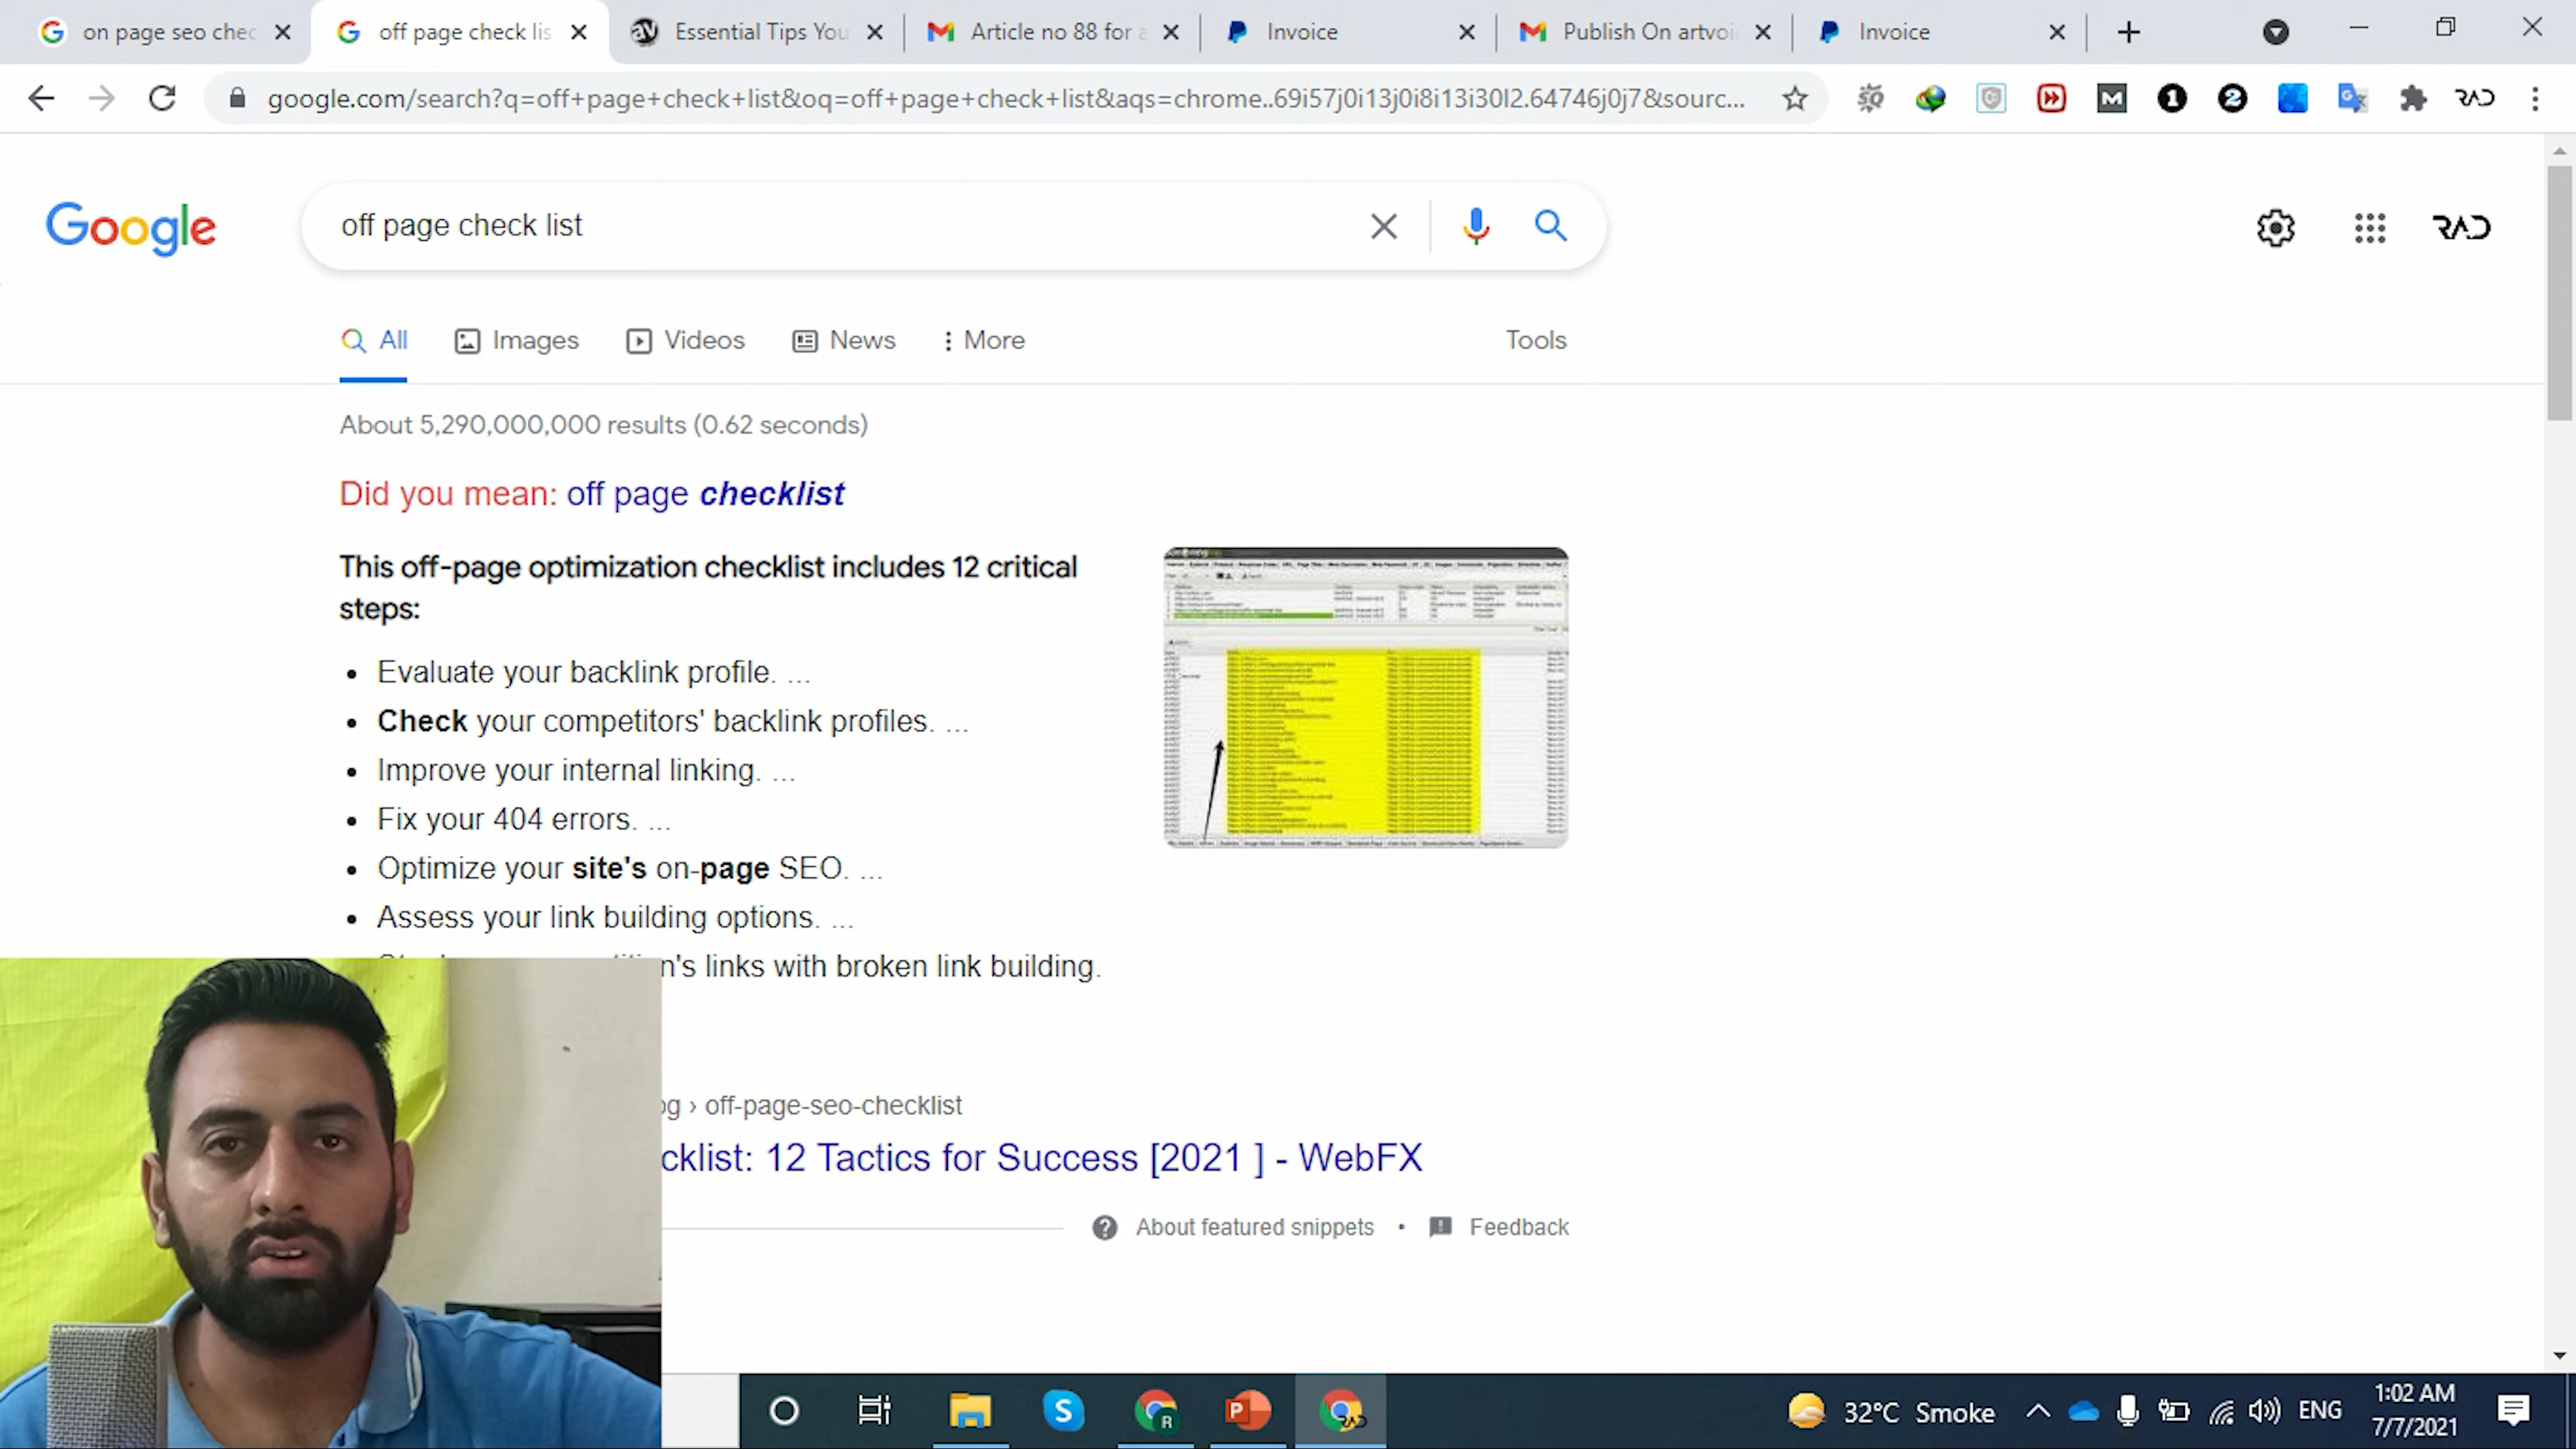 on page seo chec
off page check lis
Essential Tips You
Article no 88 for a
Invoice
Publish On artvoi
Invoice
google.com/search?q=off+page+check+list&oq=off+page+check+list&aqs=chrome..69i57j0i13j0i8i13i30l2.64746j0j7&sourc...
RAD
Google
off page check list
RAD
All
Images
Videos
News
More
Tools
About 5,290,000,000 results (0.62 seconds)
Did you mean: off page checklist
This off-page optimization checklist includes 12 critical
steps:
Evaluate your backlink profile. ...
Check your competitors' backlink profiles. ...
Improve your internal linking. ...
Fix your 404 errors. ...
Optimize your site's on-page SEO. ...
Assess your link building options. ...
n's links with broken link building.
og › off-page-seo-checklist
cklist: 12 Tactics for Success [2021 ] - WebFX
About featured snippets • Feedback
32°C Smoke
ENG
1:02 AM
7/7/2021